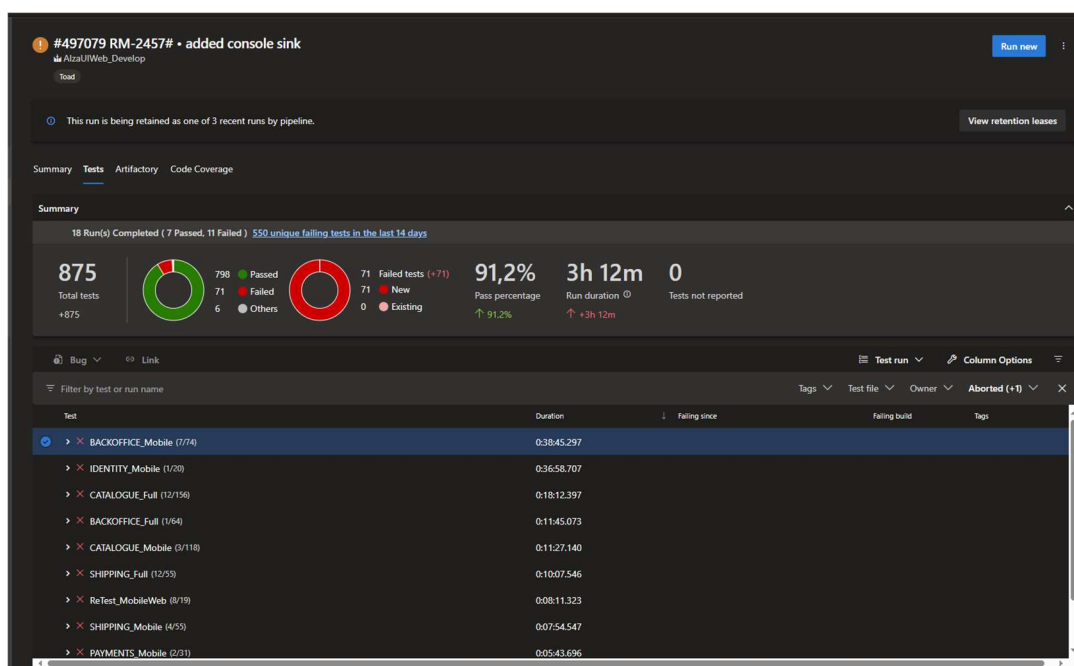 #497079 RM-2457# • added console sink
AlzaUIWeb_Develop
Toad
Run new
This run is being retained as one of 3 recent runs by pipeline.
View retention leases
Summary Tests Artifactory Code Coverage
Summary
18 Run(s) Completed ( 7 Passed, 11 Failed ) 550 unique failing tests in the last 14 days
875
Total tests
+875
798 Passed
71 Failed
6 Others
71 Failed tests (+71)
71 New
0 Existing
91,2%
Pass percentage
91.2%
3h 12m
Run duration
+3h 12m
0
Tests not reported
Bug Link Test run Column Options
Filter by test or run name Tags Test file Owner Aborted (+1)
Test Duration Failing since Failing build Tags
BACKOFFICE_Mobile (7/74) 0:38:45.297
IDENTITY_Mobile (1/20) 0:36:58.707
CATALOGUE_Full (12/156) 0:18:12.397
BACKOFFICE_Full (1/64) 0:11:45.073
CATALOGUE_Mobile (3/118) 0:11:27.140
SHIPPING_Full (12/55) 0:10:07.546
ReTest_MobileWeb (8/19) 0:08:11.323
SHIPPING_Mobile (4/55) 0:07:54.547
PAYMENTS_Mobile (2/31) 0:05:43.696